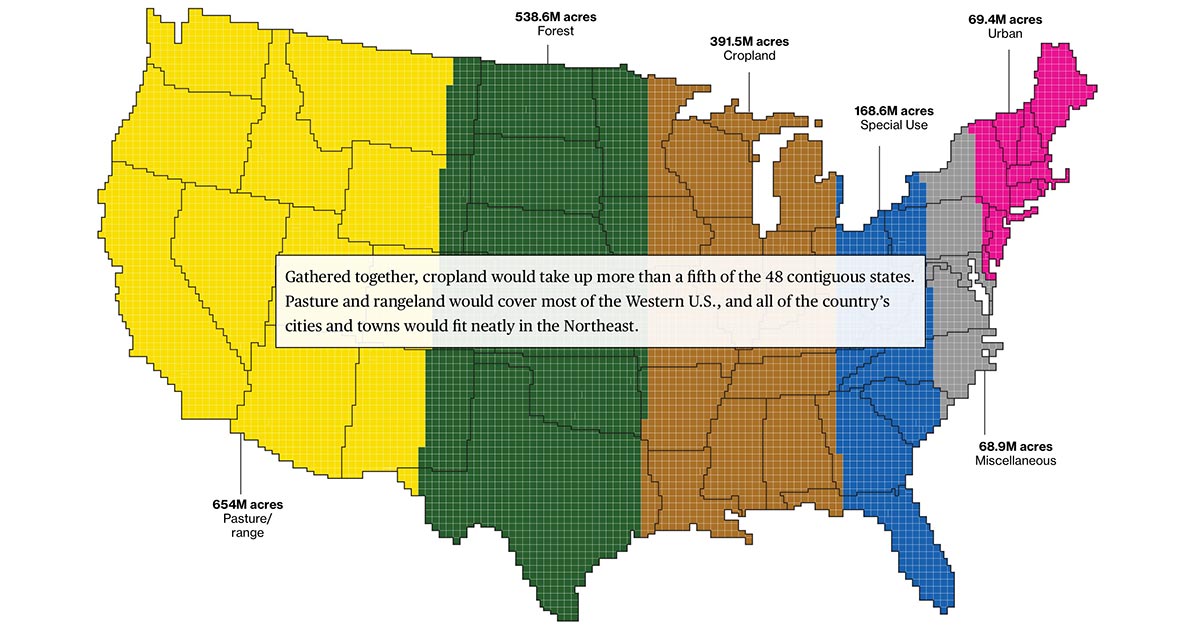 538.6M acres
Forest
69.4M acres
Urban
391.5M acres
Cropland
168.6M acres
Special Use
Gathered together, cropland would take up more than a fifth of the 48 contiguous states.
Pasture and rangeland would cover most of the Western U.S., and all of the country’s
cities and towns would fit neatly in the Northeast.
68.9M acres
Miscellaneous
654M acres
Pasture/
range